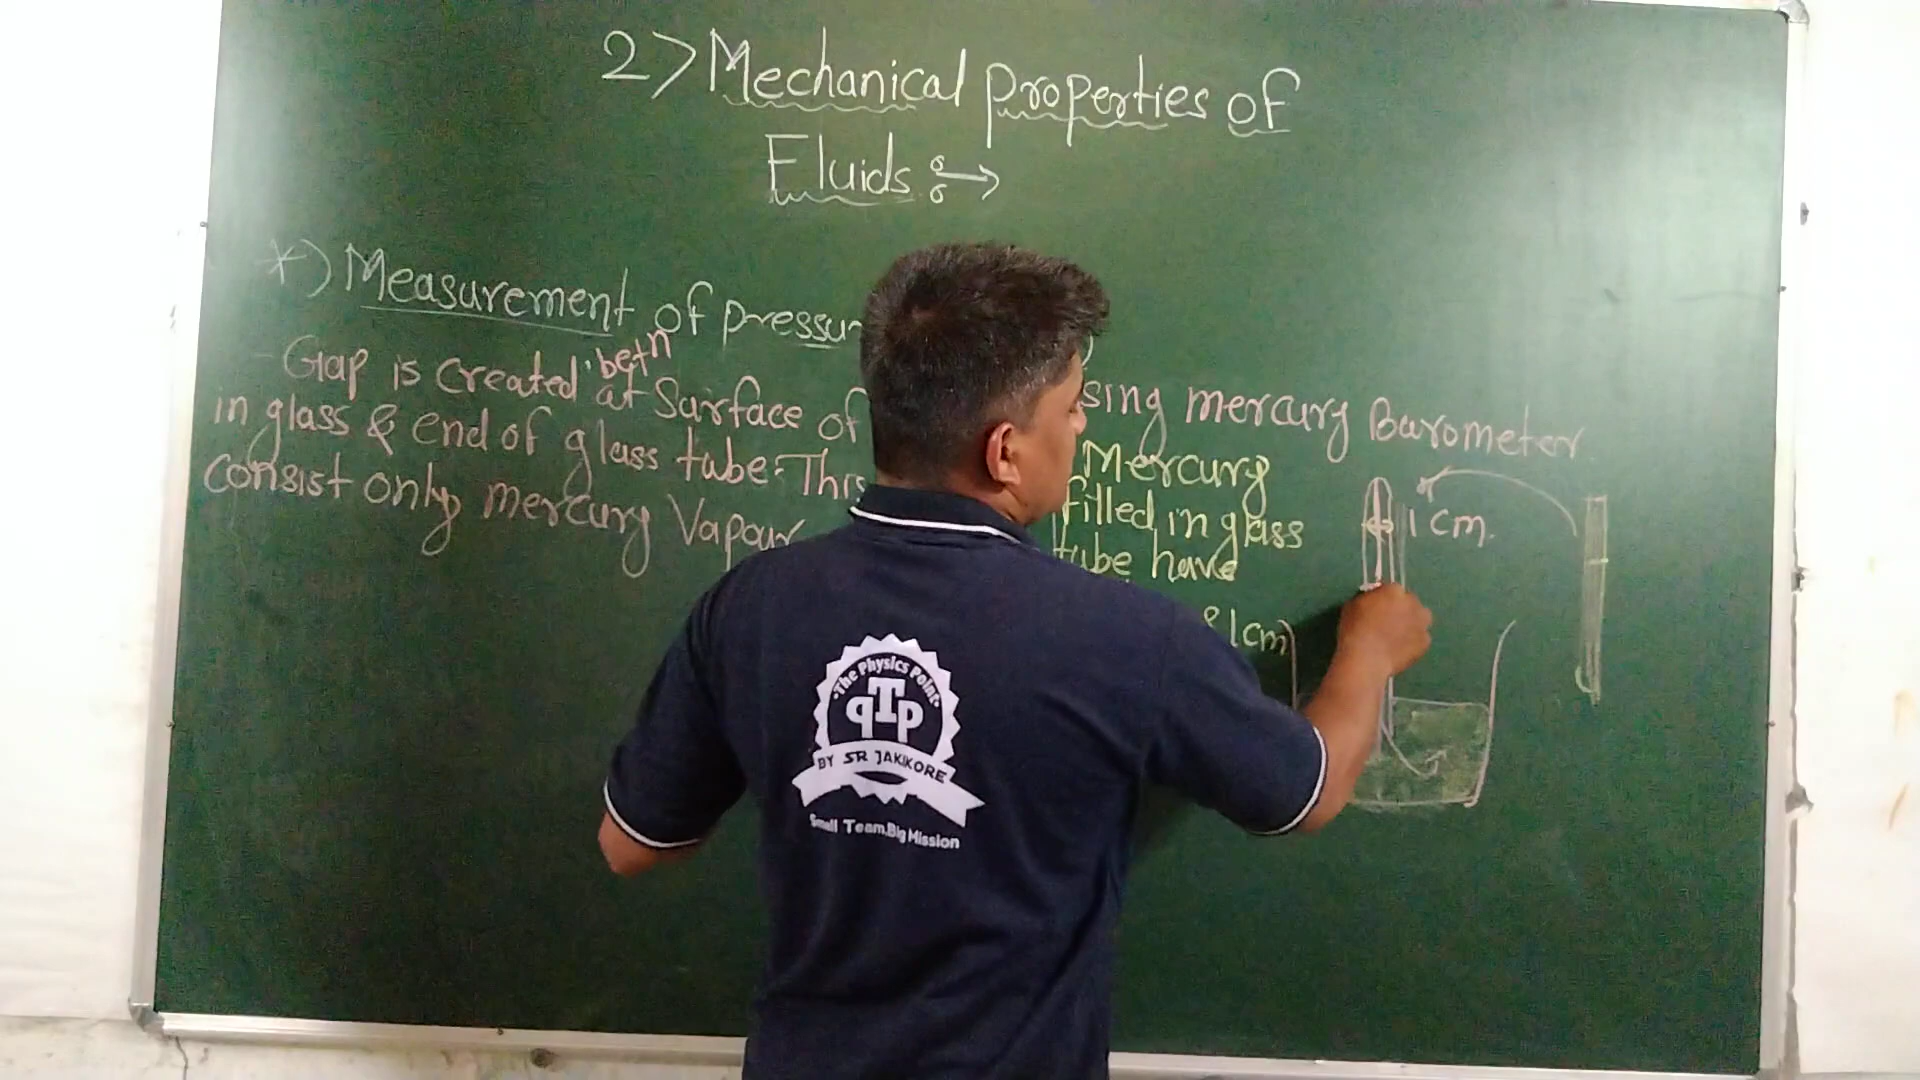 2> Mechanical properties of
Fluids :→
*) Measurement of pressur
Gap is created betn
at Surface of
in glass & end of glass tube. This
consist only mercury Vapour
sing mercury Barometer
Mercury
filled in glass
tube have
& 1cm)
1 cm.
The Physics Point
qTp
BY SR JAKIKORE
Small Team, Big Mission